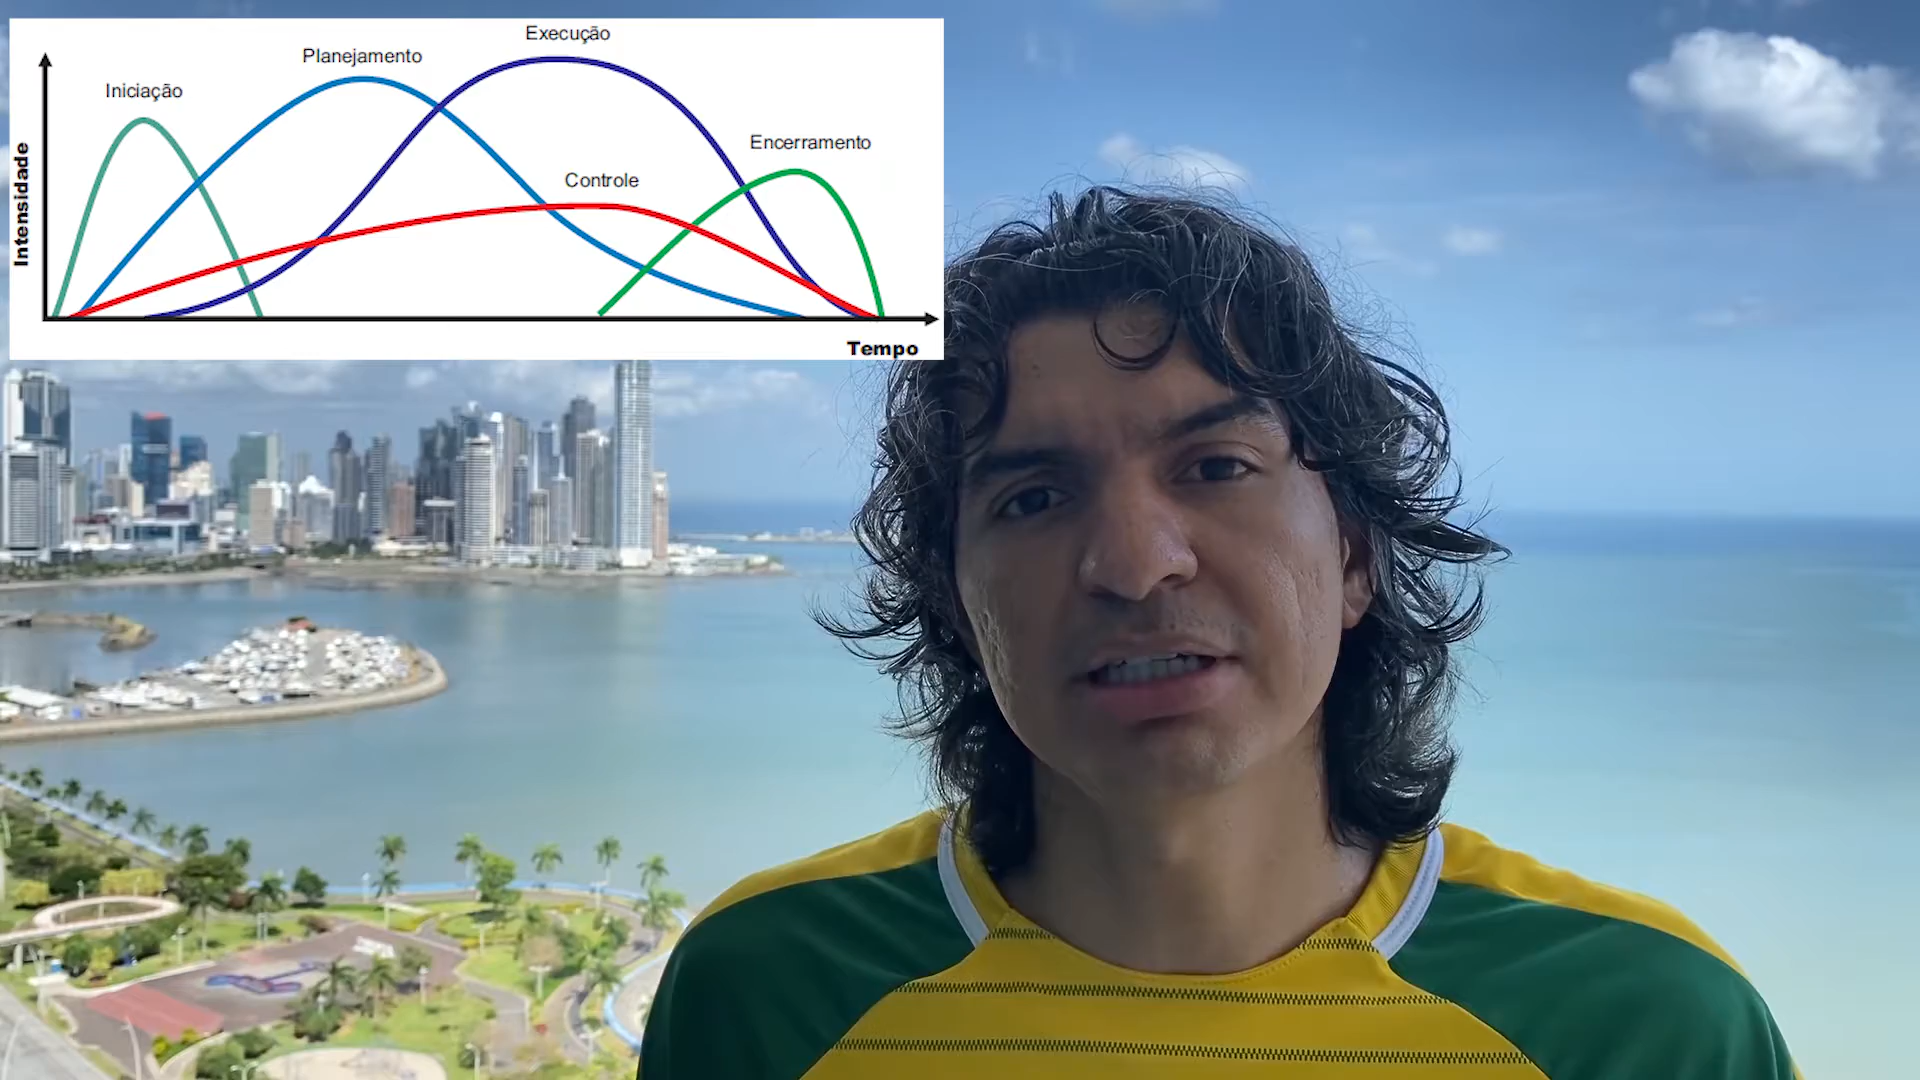 Execução
Planejamento
Iniciação
Encerramento
Controle
Intensidade
Tempo